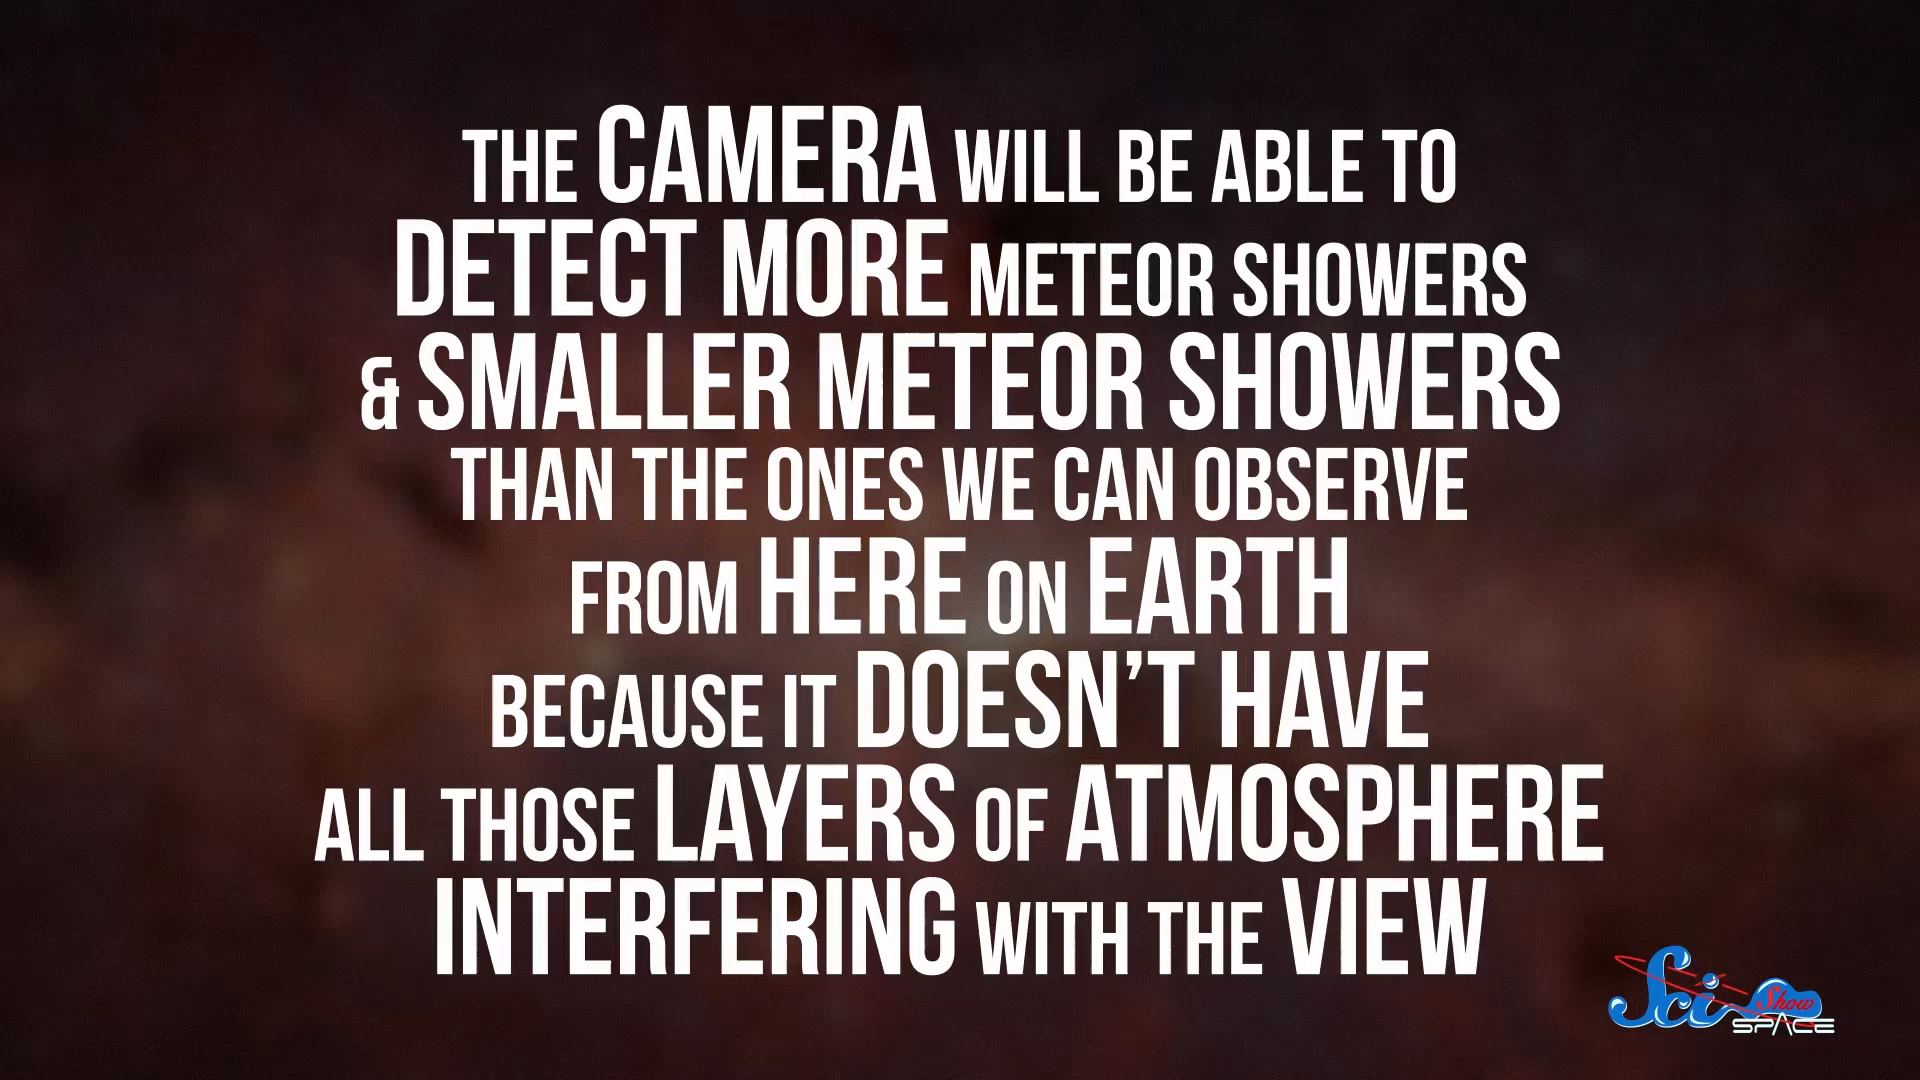 THE CAMERA WILL BE ABLE TO
DETECT MORE METEOR SHOWERS
& SMALLER METEOR SHOWERS
THAN THE ONES WE CAN OBSERVE
FROM HERE ON EARTH
BECAUSE IT DOESN'T HAVE
ALL THOSE LAYERS OF ATMOSPHERE
INTERFERING WITH THE VIEW
Sci Show
SPACE